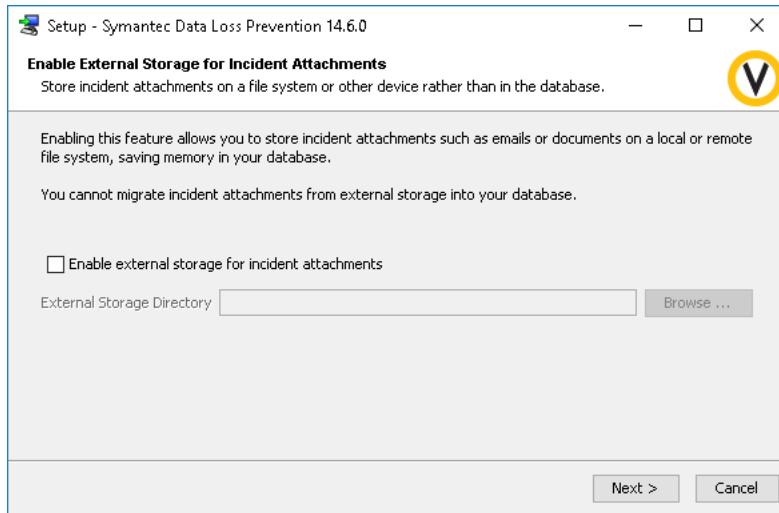 Setup - Symantec Data Loss Prevention 14.6.0
Enable External Storage for Incident Attachments
Store incident attachments on a file system or other device rather than in the database.
Enabling this feature allows you to store incident attachments such as emails or documents on a local or remote
file system, saving memory in your database.
You cannot migrate incident attachments from external storage into your database.
Enable external storage for incident attachments
External Storage Directory Browse ...
Next > Cancel